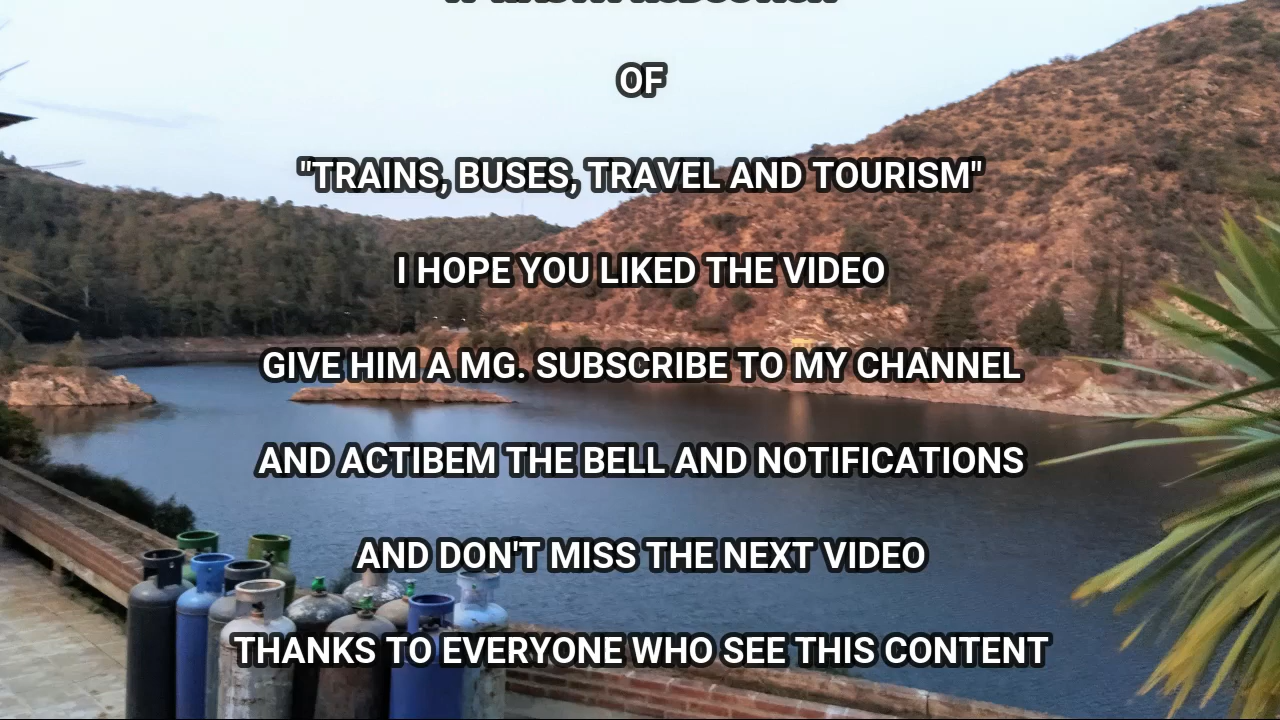 OF
"TRAINS, BUSES, TRAVEL AND TOURISM"
I HOPE YOU LIKED THE VIDEO
GIVE HIM A MG. SUBSCRIBE TO MY CHANNEL
AND ACTIBEM THE BELL AND NOTIFICATIONS
AND DON'T MISS THE NEXT VIDEO
THANKS TO EVERYONE WHO SEE THIS CONTENT